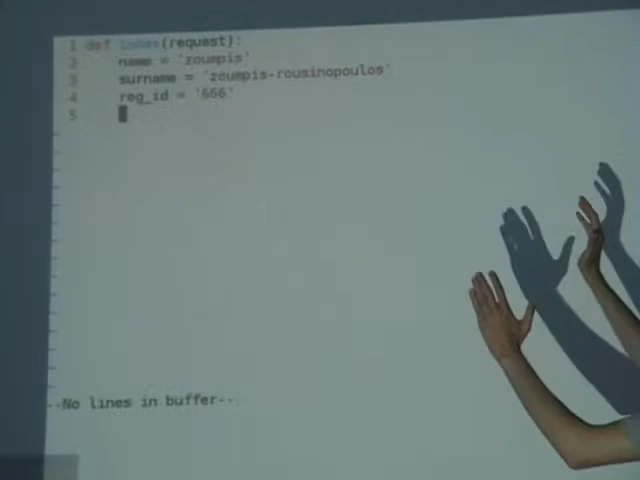 1 def index(request):
2 name = 'zoumpis'
3 surname = 'zoumpis-rousinopoulos'
4 reg_id = '666'
5
--No lines in buffer--